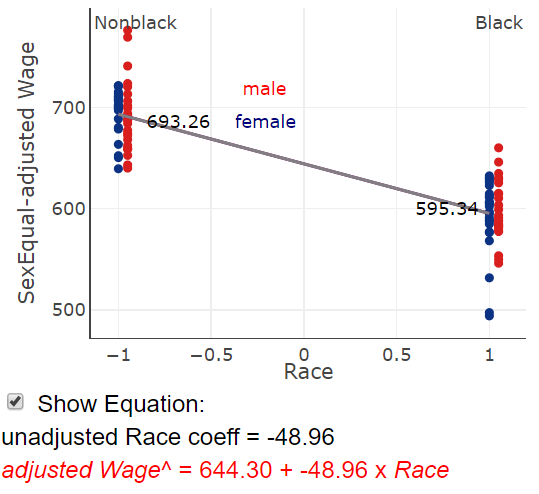 Nonblack
Black
SexEqual-adjusted Wage
male
female
700
693.26
600
595.34
500
−1
−0.5
0
0.5
1
Race
Show Equation:
unadjusted Race coeff = -48.96
adjusted Wage^ = 644.30 + -48.96 x Race